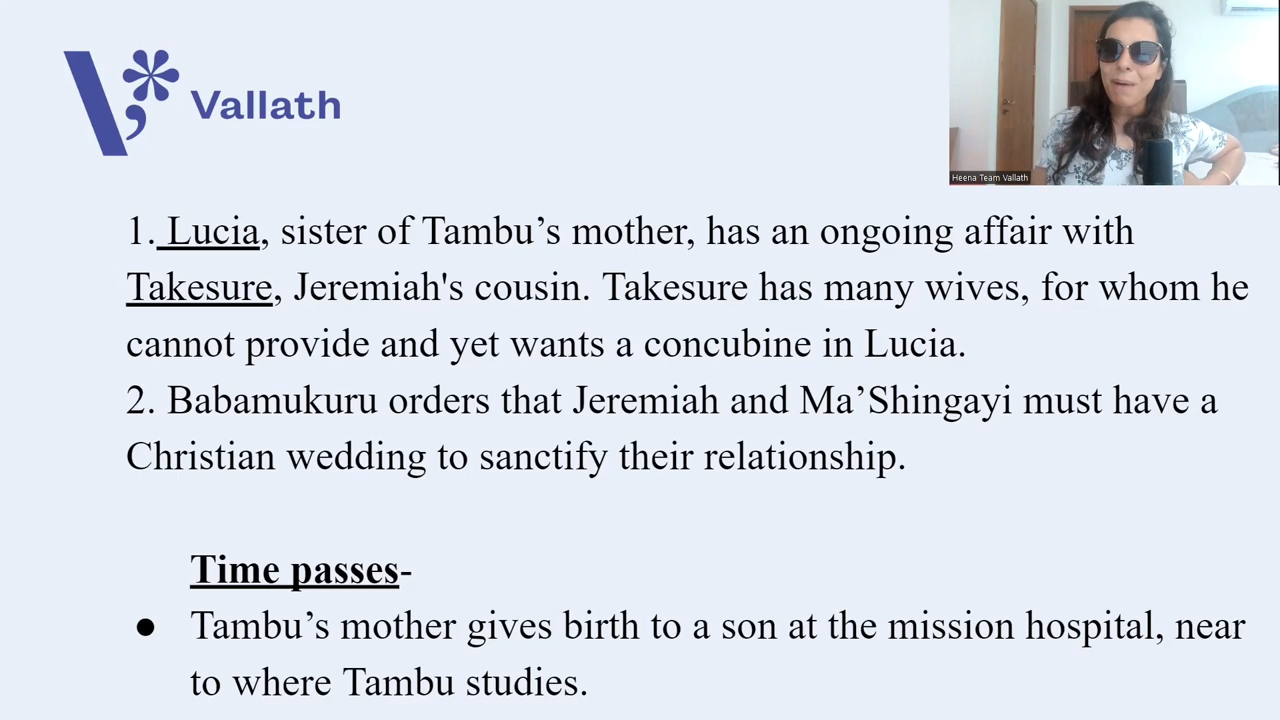 Vallath
Heena Team Vallath
1. Lucia, sister of Tambu’s mother, has an ongoing affair with
Takesure, Jeremiah's cousin. Takesure has many wives, for whom he
cannot provide and yet wants a concubine in Lucia.
2. Babamukuru orders that Jeremiah and Ma’Shingayi must have a
Christian wedding to sanctify their relationship.
Time passes-
● Tambu’s mother gives birth to a son at the mission hospital, near
to where Tambu studies.